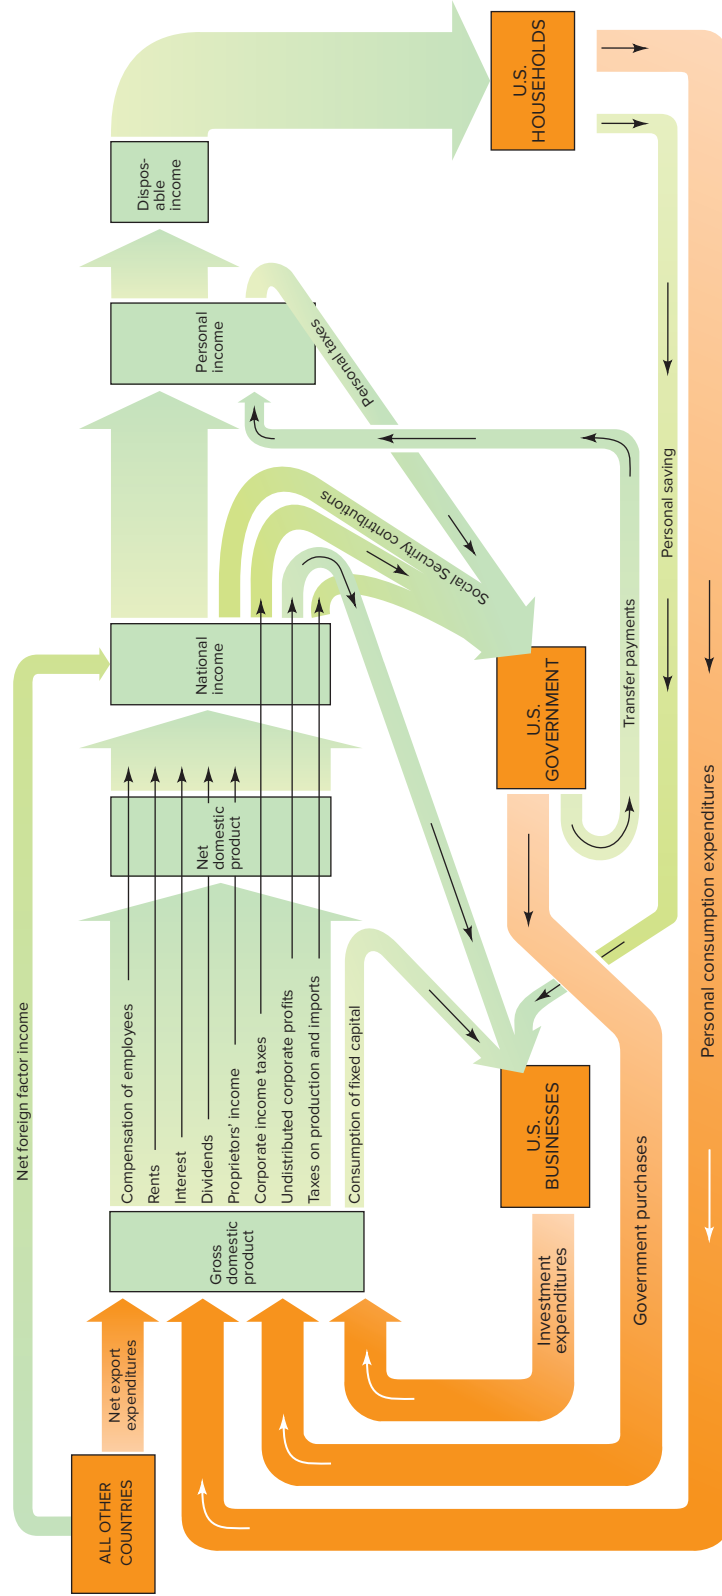 Net foreign factor income
ALL OTHER
COUNTRIES
Net export
expenditures
Gross
domestic
product
Compensation of employees
Rents
Interest
Dividends
Proprietors’ income
Corporate income taxes
Undistributed corporate profits
Taxes on production and imports
Consumption of fixed capital
Net
domestic
product
National
income
Personal
income
Dispos-
able
income
Personal taxes
Social Security contributions
U.S.
BUSINESSES
U.S.
GOVERNMENT
U.S.
HOUSEHOLDS
Investment
expenditures
Transfer payments
Government purchases
Personal saving
Personal consumption expenditures